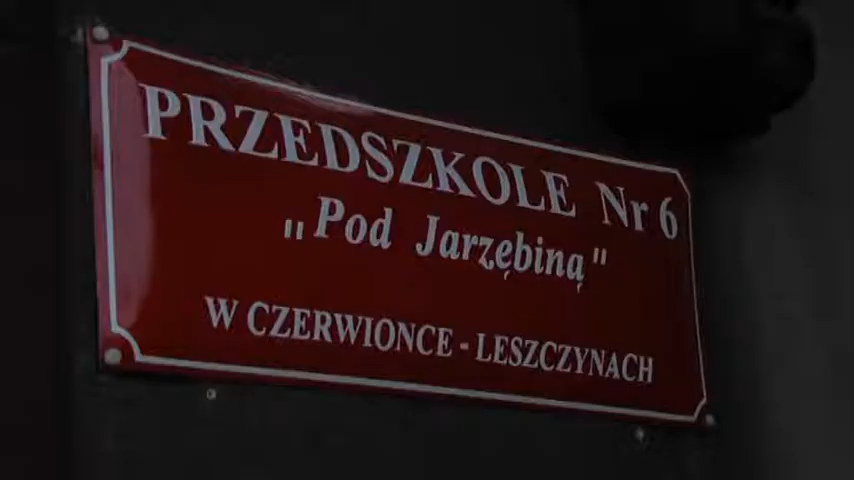 PRZEDSZKOLE Nr 6
„Pod Jarzębiną"
W CZERWIONCE - LESZCZYNACH